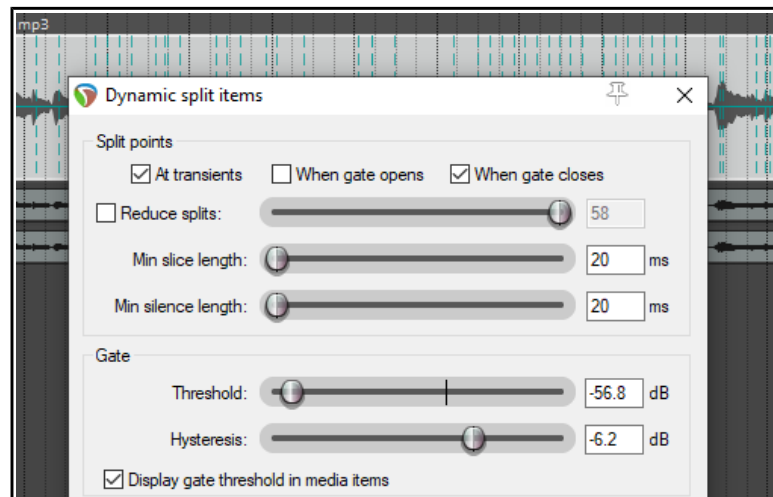 mp3
Dynamic split items
Split points
At transients When gate opens When gate closes
Reduce splits: 58
Min slice length: 20 ms
Min silence length: 20 ms
Gate
Threshold: -56.8 dB
Hysteresis: -6.2 dB
Display gate threshold in media items